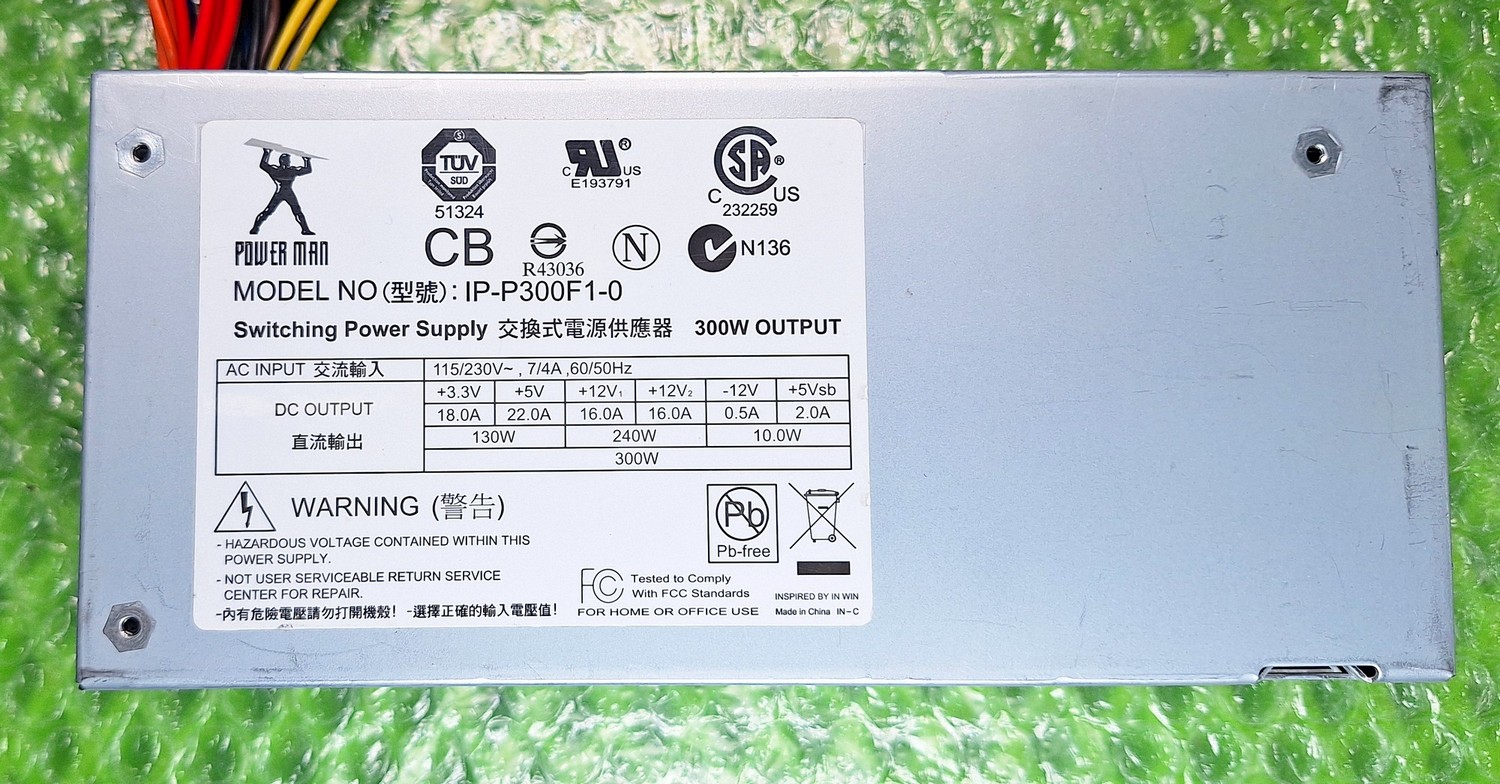 POWER MAN
TÜV
SÜD
51324
C RU ® US
E193791
CSA ®
C US
232259
CB
R43036
N
N136
MODEL NO (型號): IP-P300F1-0
Switching Power Supply 交換式電源供應器 300W OUTPUT
AC INPUT 交流輸入 115/230V~ , 7/4A ,60/50Hz
DC OUTPUT 直流輸出
+3.3V +5V +12V₁ +12V₂ -12V +5Vsb
18.0A 22.0A 16.0A 16.0A 0.5A 2.0A
130W 240W 10.0W
300W
WARNING (警告)
- HAZARDOUS VOLTAGE CONTAINED WITHIN THIS
POWER SUPPLY.
- NOT USER SERVICEABLE RETURN SERVICE
CENTER FOR REPAIR.
-內有危險電壓請勿打開機殼! -選擇正確的輸入電壓值!
Pb
Pb-free
FC Tested to Comply
With FCC Standards
FOR HOME OR OFFICE USE
INSPIRED BY IN WIN
Made in China IN-C